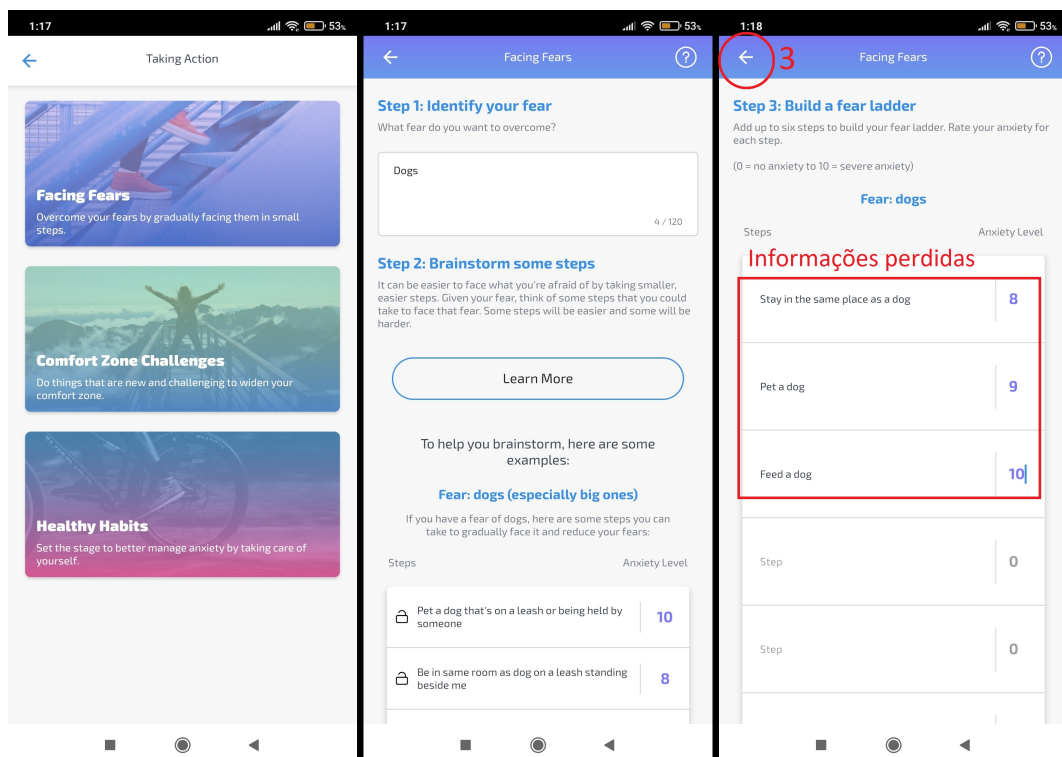 1:17
53%
Taking Action
Facing Fears
Overcome your fears by gradually facing them in small
steps.
Comfort Zone Challenges
Do things that are new and challenging to widen your
comfort zone.
Healthy Habits
Set the stage to better manage anxiety by taking care of
yourself.
1:17
53%
Facing Fears
?
Step 1: Identify your fear
What fear do you want to overcome?
Dogs
4 / 120
Step 2: Brainstorm some steps
It can be easier to face what you're afraid of by taking smaller,
easier steps. Given your fear, think of some steps that you could
take to face that fear. Some steps will be easier and some will be
harder.
Learn More
To help you brainstorm, here are some
examples:
Fear: dogs (especially big ones)
If you have a fear of dogs, here are some steps you can
take to gradually face it and reduce your fears:
Steps Anxiety Level
Pet a dog that's on a leash or being held by
someone
10
Be in same room as dog on a leash standing
beside me
8
1:18
53%
3
Facing Fears
?
Step 3: Build a fear ladder
Add up to six steps to build your fear ladder. Rate your anxiety for
each step.
(0 = no anxiety to 10 = severe anxiety)
Fear: dogs
Steps Anxiety Level
Informações perdidas
Stay in the same place as a dog 8
Pet a dog 9
Feed a dog 10
Step 0
Step 0